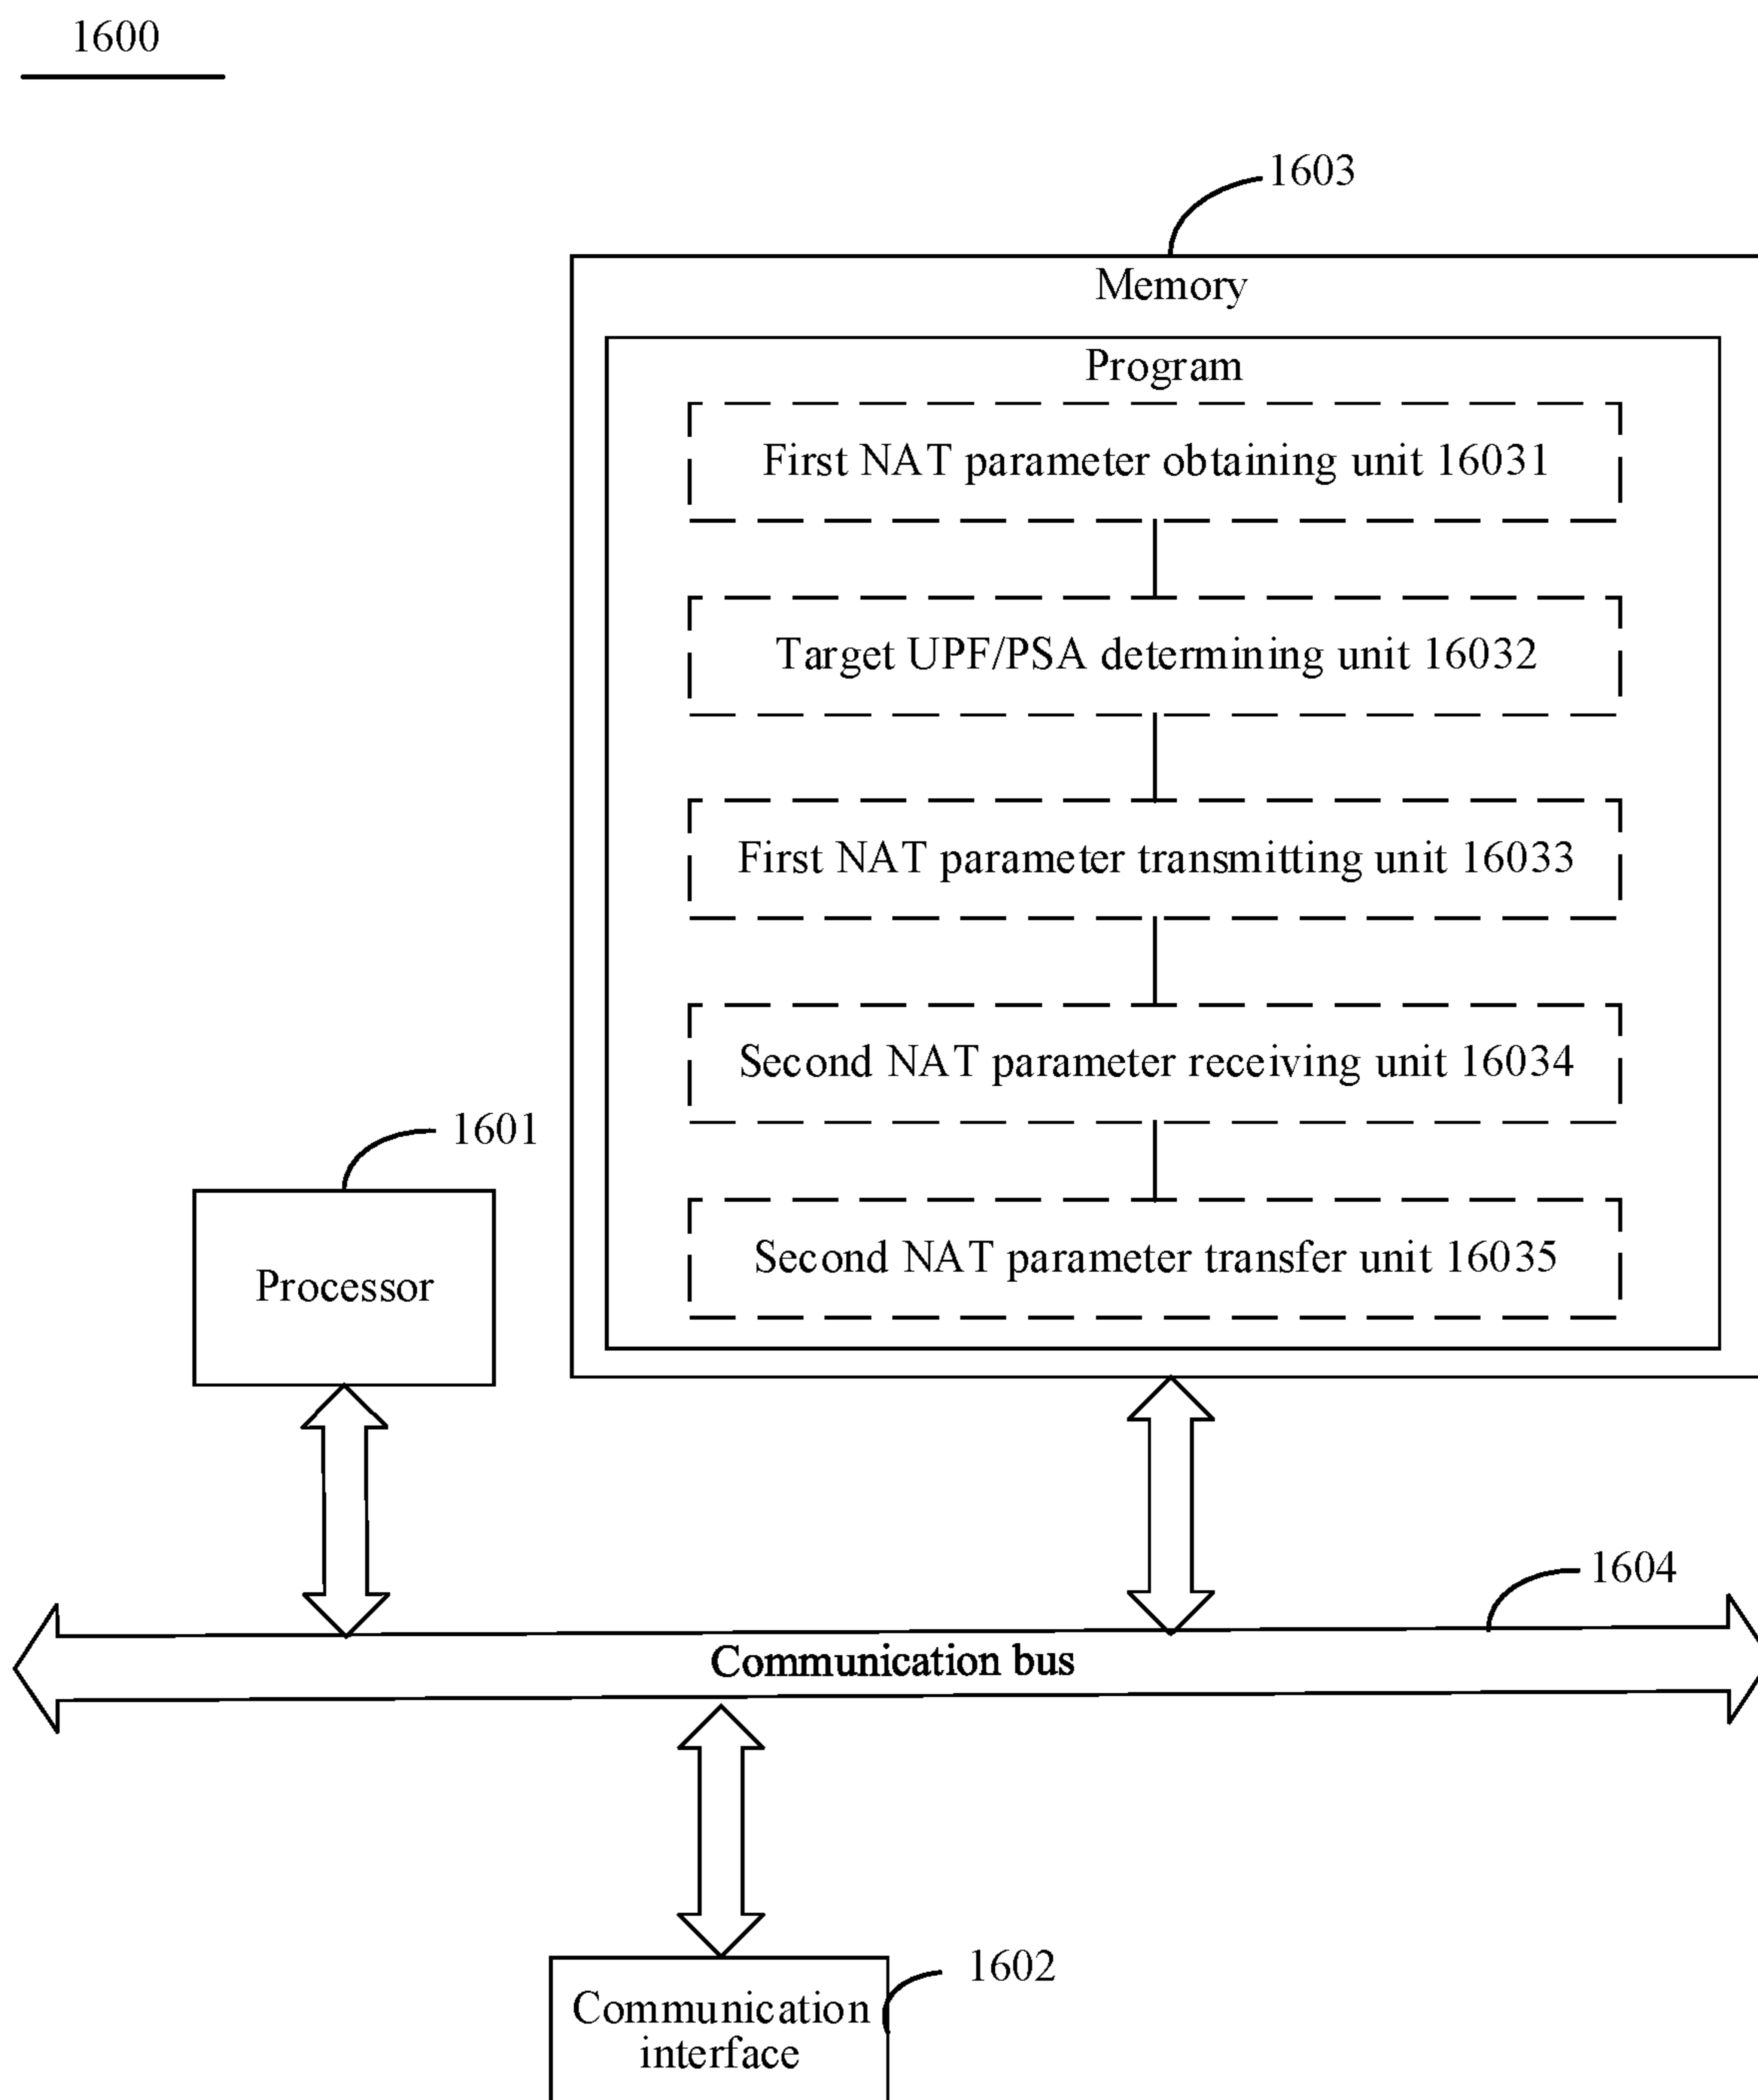 1600
1603
Memory
Program
First NAT parameter obtaining unit 16031
Target UPF/PSA determining unit 16032
First NAT parameter transmitting unit 16033
Second NAT parameter receiving unit 16034
1601
Second NAT parameter transfer unit 16035
Processor
1604
Communication bus
1602
Communication
interface